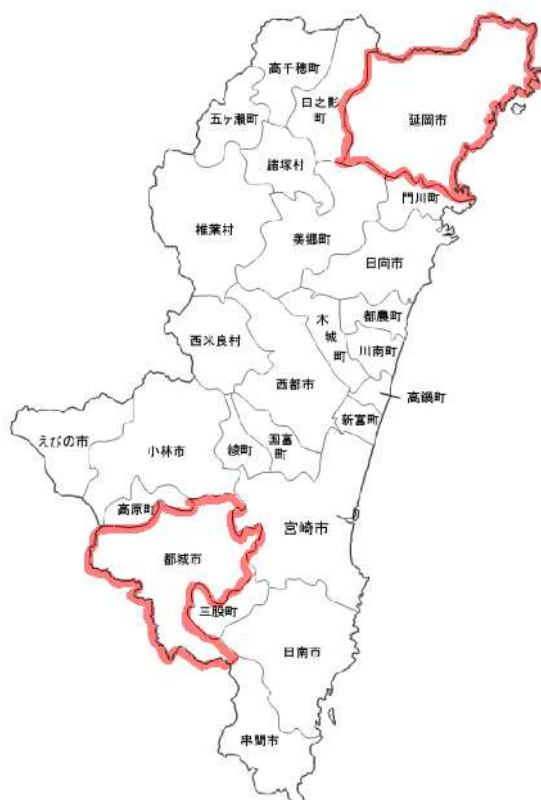 高千穂町
日之影
町
延岡市
五ヶ瀬町
諸塚村
門川町
椎葉村
美郷町
日向市
木
城
町
都農町
西米良村
川南町
西都市
高鍋町
新富町
えびの市
小林市
綾町
国富
町
高原町
宮崎市
都城市
三股町
日南市
串間市